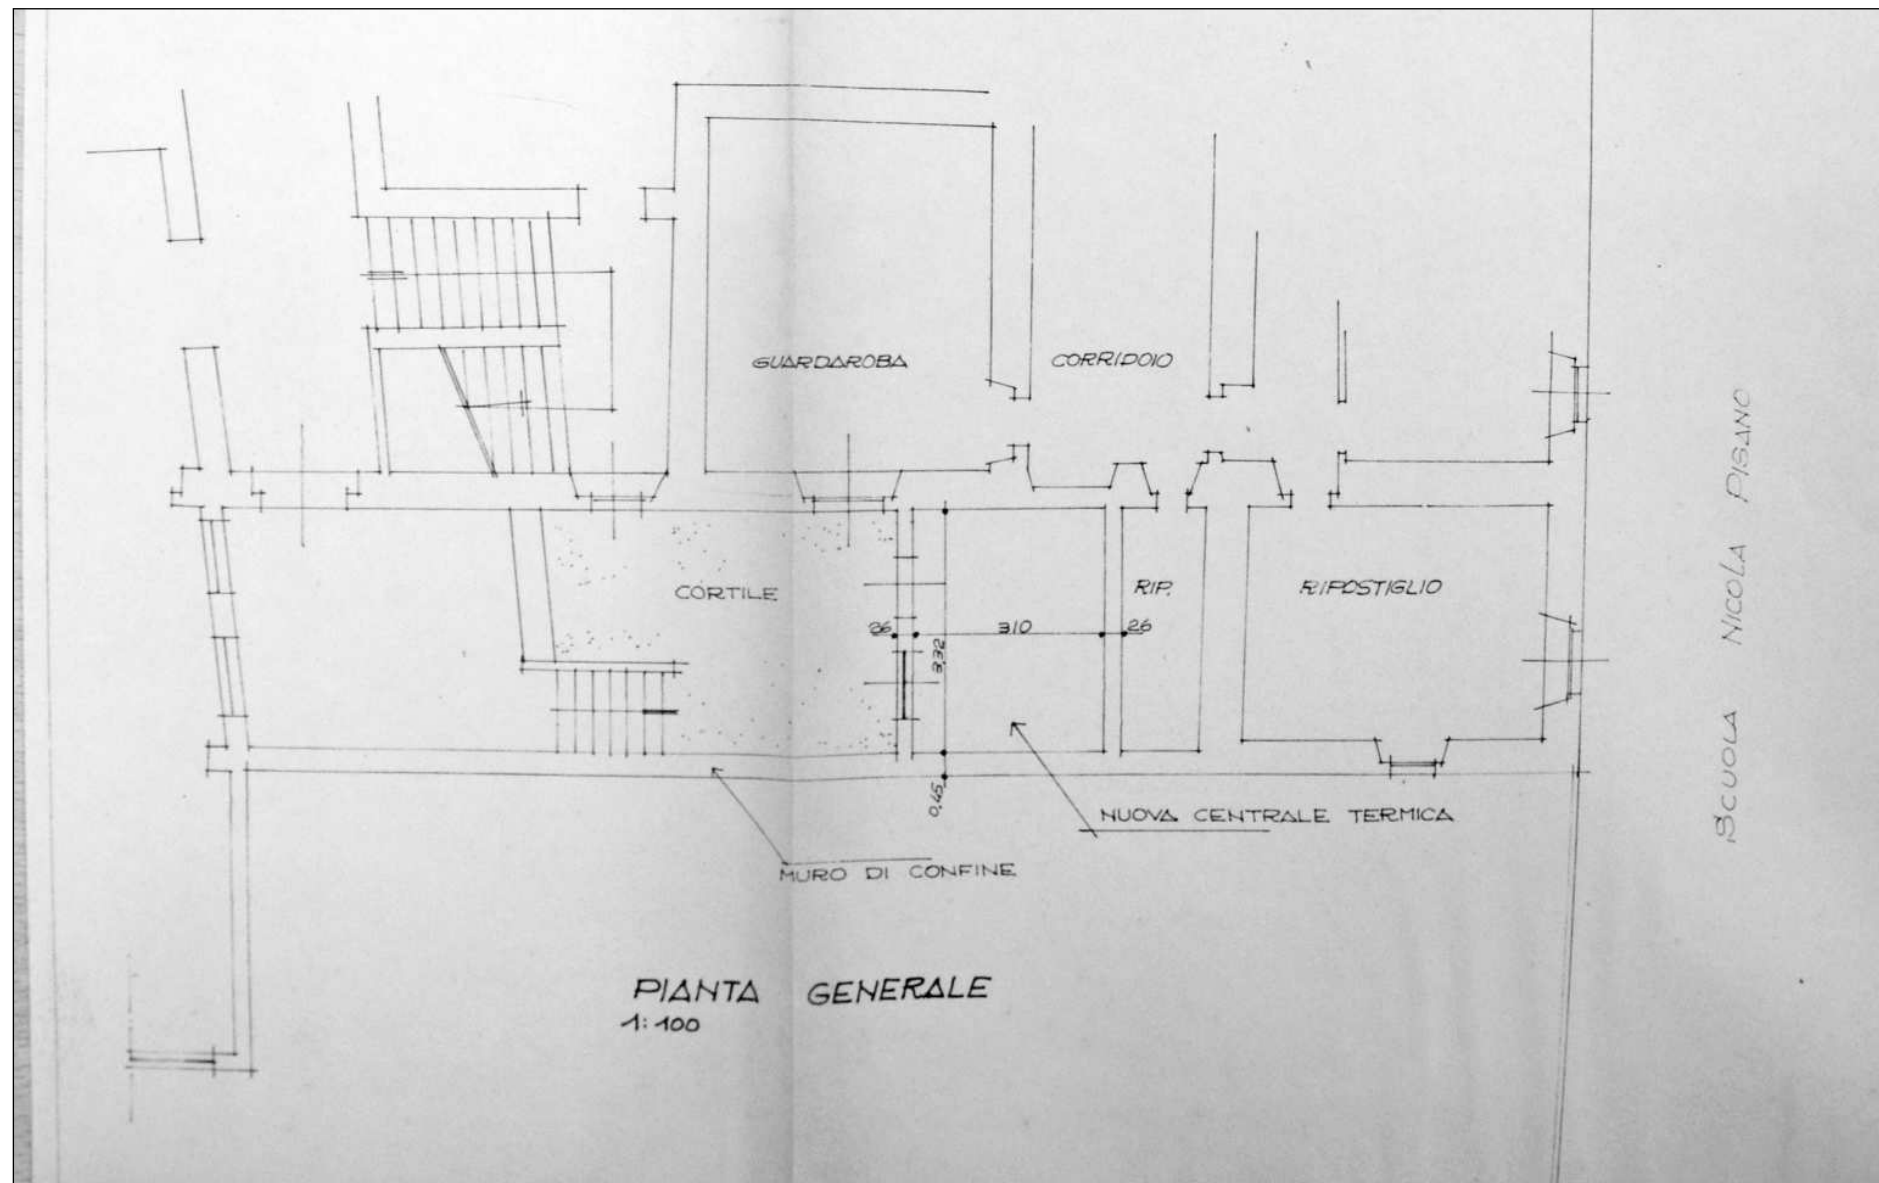 GUARDAROBA
CORRIDOIO
CORTILE
RIP.
RIPOSTIGLIO
26
310
26
3,32
0,45
NUOVA CENTRALE TERMICA
MURO DI CONFINE
SCUOLA NICOLA PISANO
PIANTA GENERALE
1:100